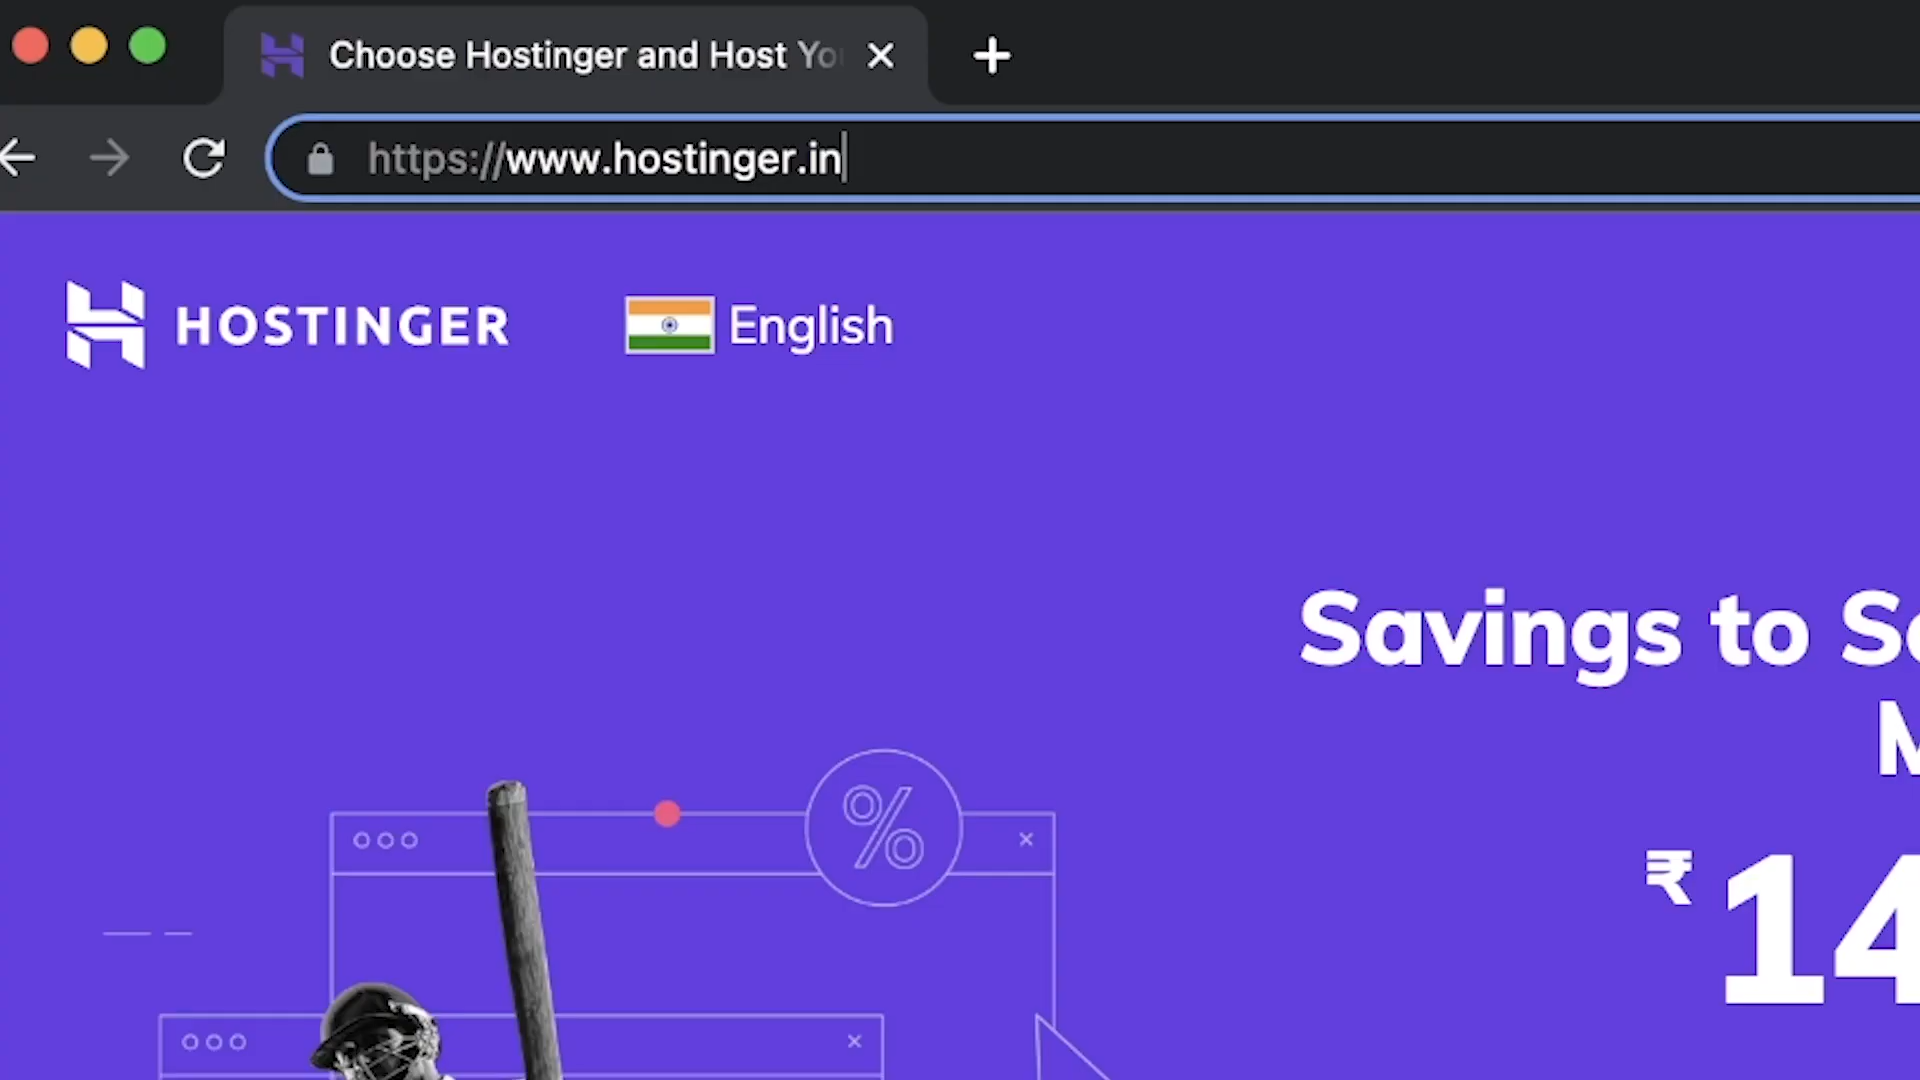 Choose Hostinger and Host Yo
https://www.hostinger.in
HOSTINGER
English
Savings to
₹14
%